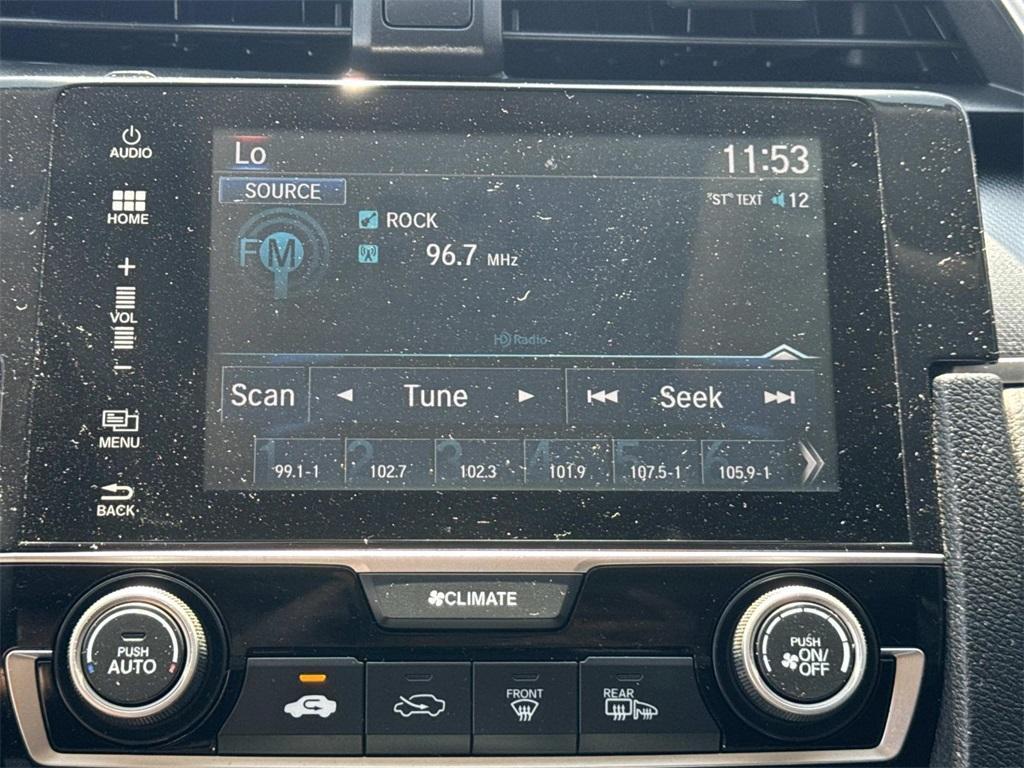 AUDIO
HOME
+
VOL
−
MENU
BACK
Lo
11:53
SOURCE
"ST" TEXT 12
FM
ROCK
96.7 MHz
HD Radio
Scan
Tune
Seek
1 99.1-1
2 102.7
3 102.3
4 101.9
5 107.5-1
6 105.9-1
CLIMATE
PUSH
AUTO
FRONT
REAR
PUSH
ON/
OFF